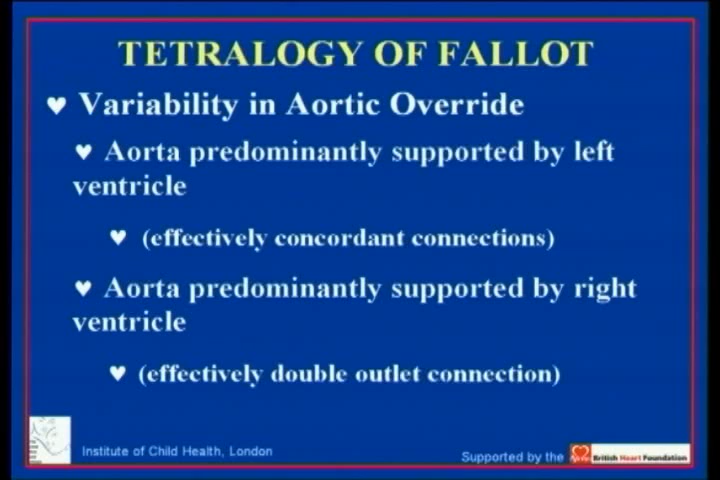 TETRALOGY OF FALLOT
Variability in Aortic Override
Aorta predominantly supported by left
ventricle
(effectively concordant connections)
Aorta predominantly supported by right
ventricle
(effectively double outlet connection)
Institute of Child Health, London
Supported by the British Heart Foundation